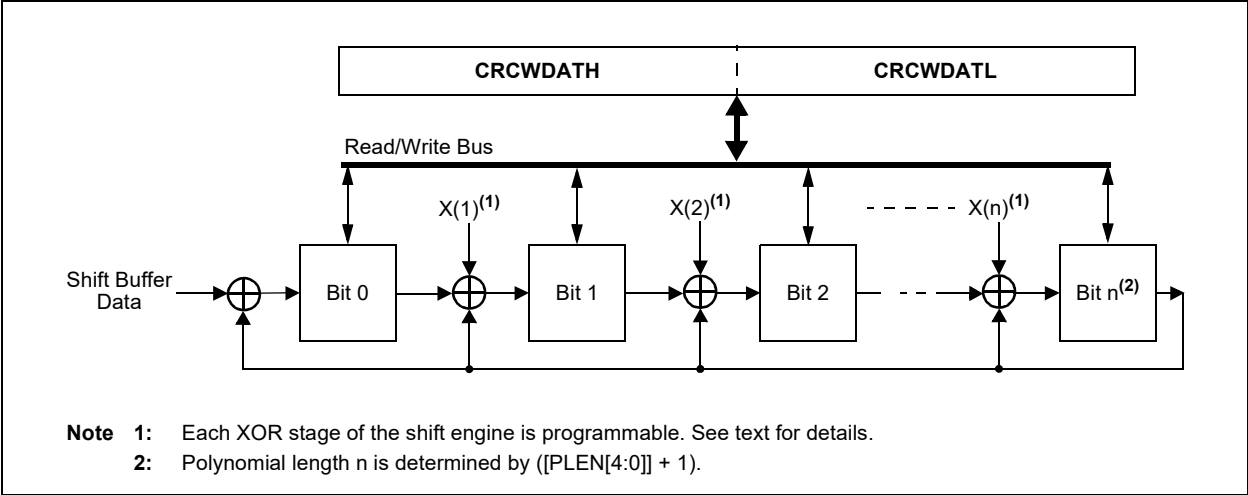 CRCWDATH CRCWDATL
Read/Write Bus
X(1)(1) X(2)(1) X(n)(1)
Shift Buffer
Data
Bit 0 Bit 1 Bit 2 Bit n(2)
Note 1: Each XOR stage of the shift engine is programmable. See text for details.
2: Polynomial length n is determined by ([PLEN[4:0]] + 1).